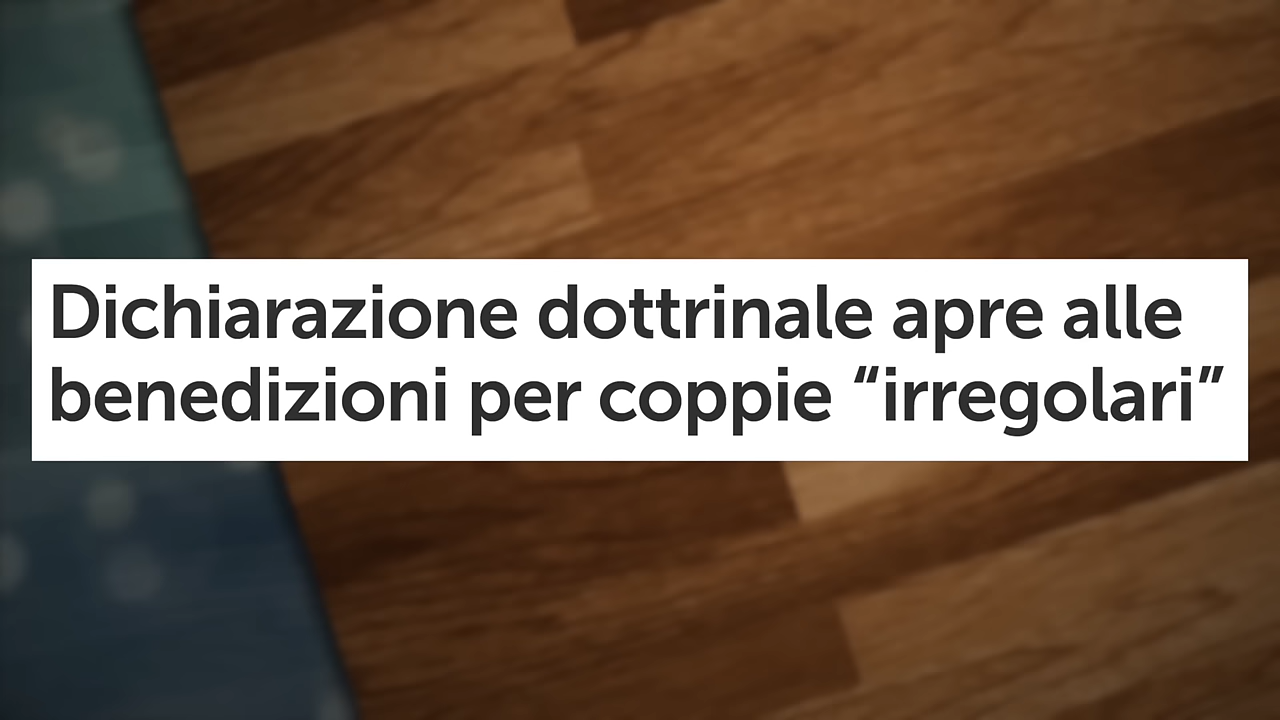 Dichiarazione dottrinale apre alle
benedizioni per coppie “irregolari”